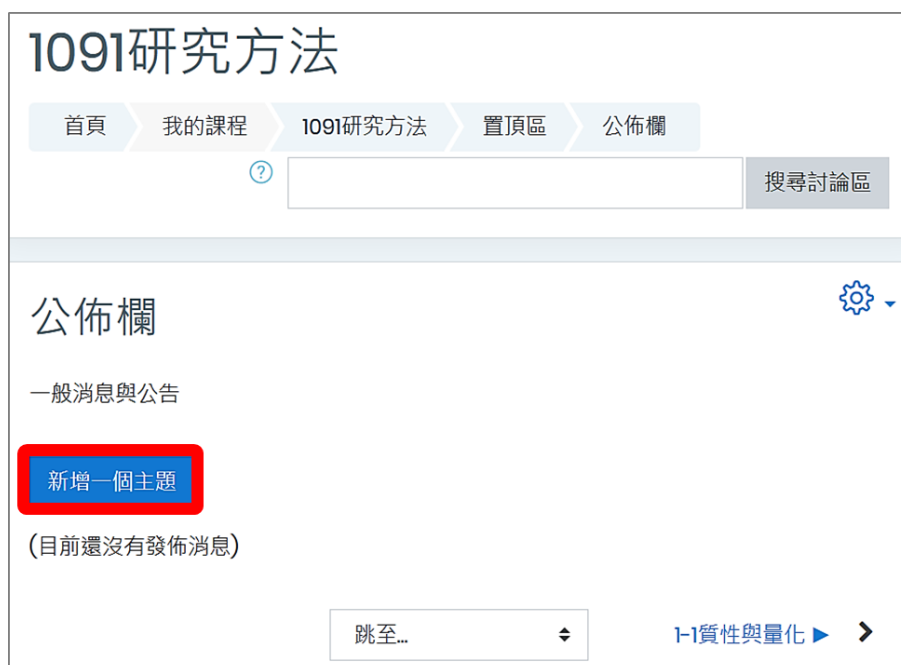 1091研究方法
首頁 我的課程 1091研究方法 置頂區 公佈欄
? 搜尋討論區
公佈欄
一般消息與公告
新增一個主題
(目前還沒有發佈消息)
跳至... 1-1質性與量化 ▶